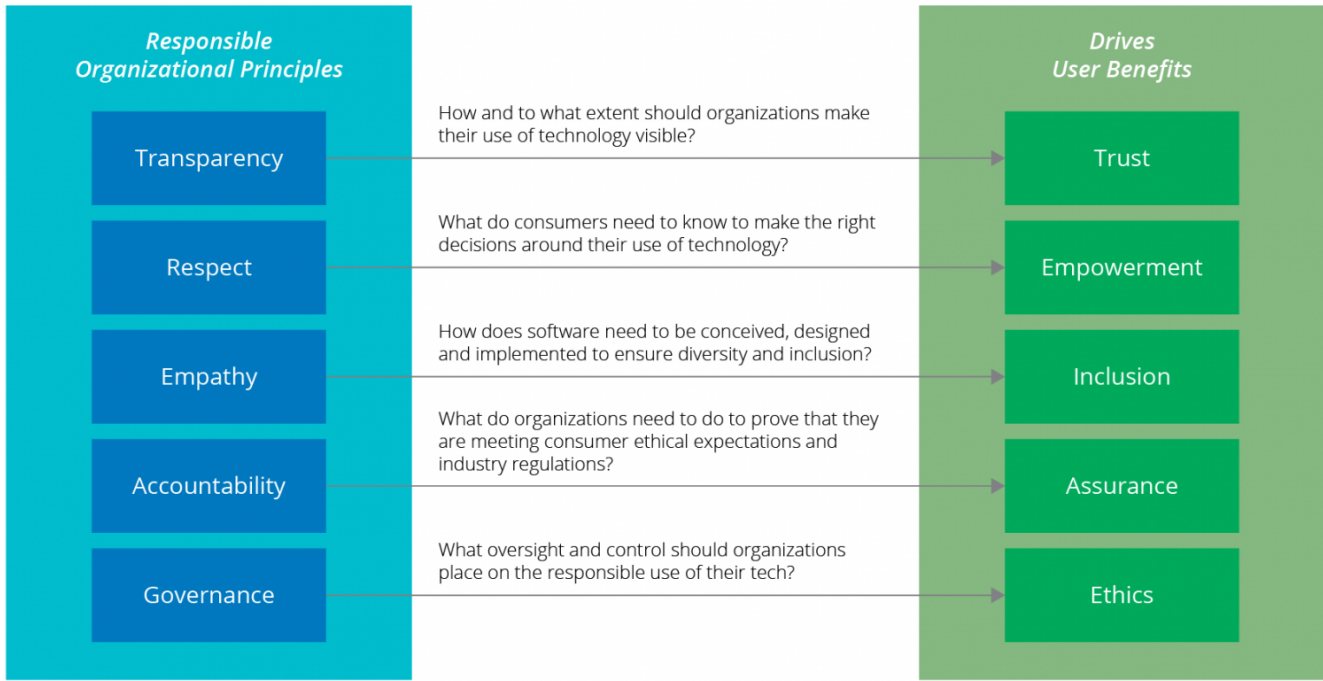 Responsible
Organizational Principles
Drives
User Benefits
How and to what extent should organizations make
their use of technology visible?
Transparency
Trust
What do consumers need to know to make the right
decisions around their use of technology?
Respect
Empowerment
How does software need to be conceived, designed
and implemented to ensure diversity and inclusion?
Empathy
Inclusion
What do organizations need to do to prove that they
are meeting consumer ethical expectations and
industry regulations?
Accountability
Assurance
What oversight and control should organizations
place on the responsible use of their tech?
Governance
Ethics